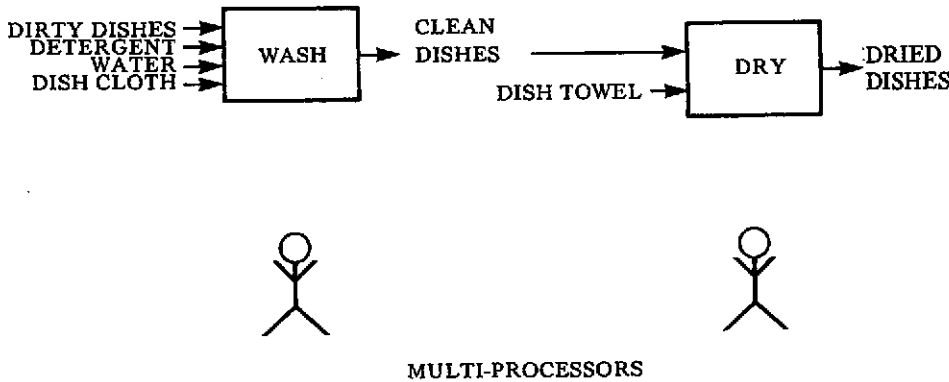 DIRTY DISHES
DETERGENT
WATER
DISH CLOTH
WASH
CLEAN
DISHES
DISH TOWEL
DRY
DRIED
DISHES
MULTI-PROCESSORS